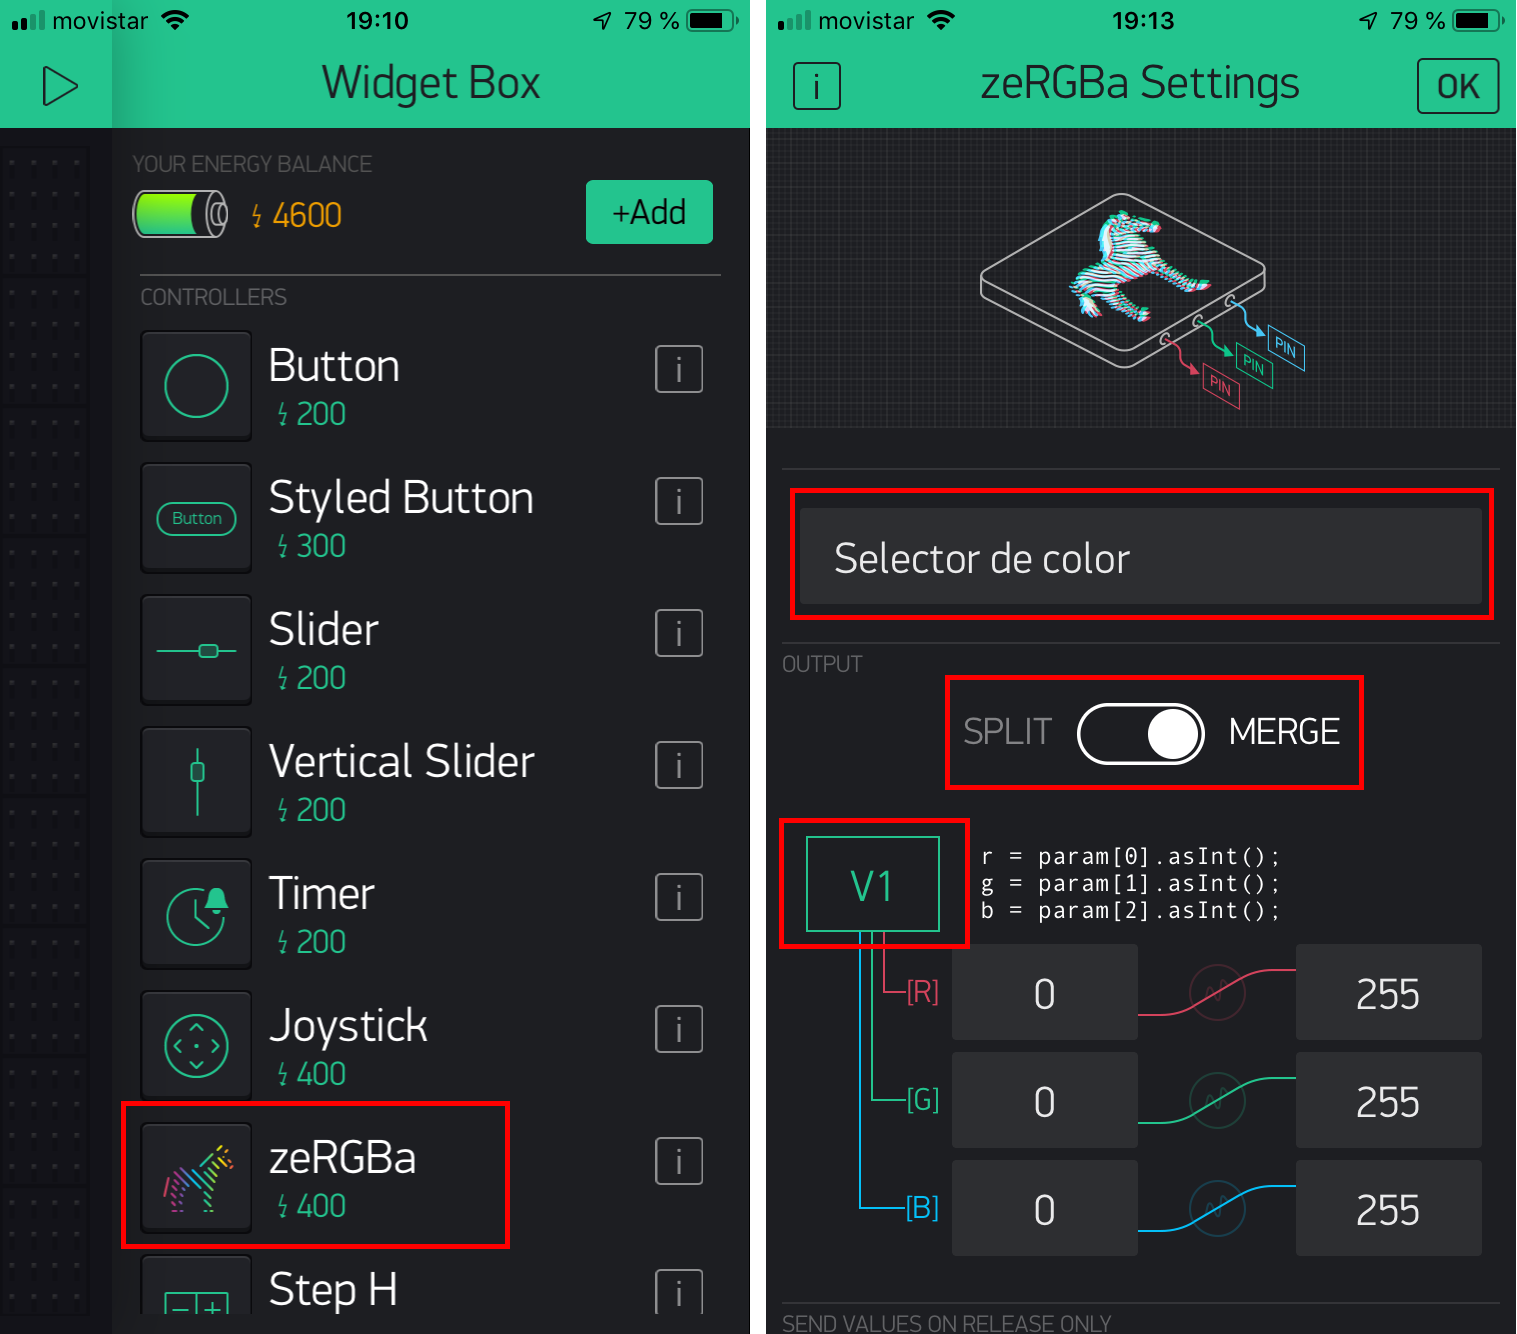 movistar 19:10 79 %
Widget Box
YOUR ENERGY BALANCE
4600
+Add
CONTROLLERS
Button
200
i
Button
Styled Button
300
i
Slider
200
i
Vertical Slider
200
i
Timer
200
i
Joystick
400
i
zeRGBa
400
i
Step H
i
movistar 19:13 79 %
i zeRGBa Settings OK
PIN
PIN
PIN
Selector de color
OUTPUT
SPLIT MERGE
V1
r = param[0].asInt();
g = param[1].asInt();
b = param[2].asInt();
[R] 0 255
[G] 0 255
[B] 0 255
SEND VALUES ON RELEASE ONLY